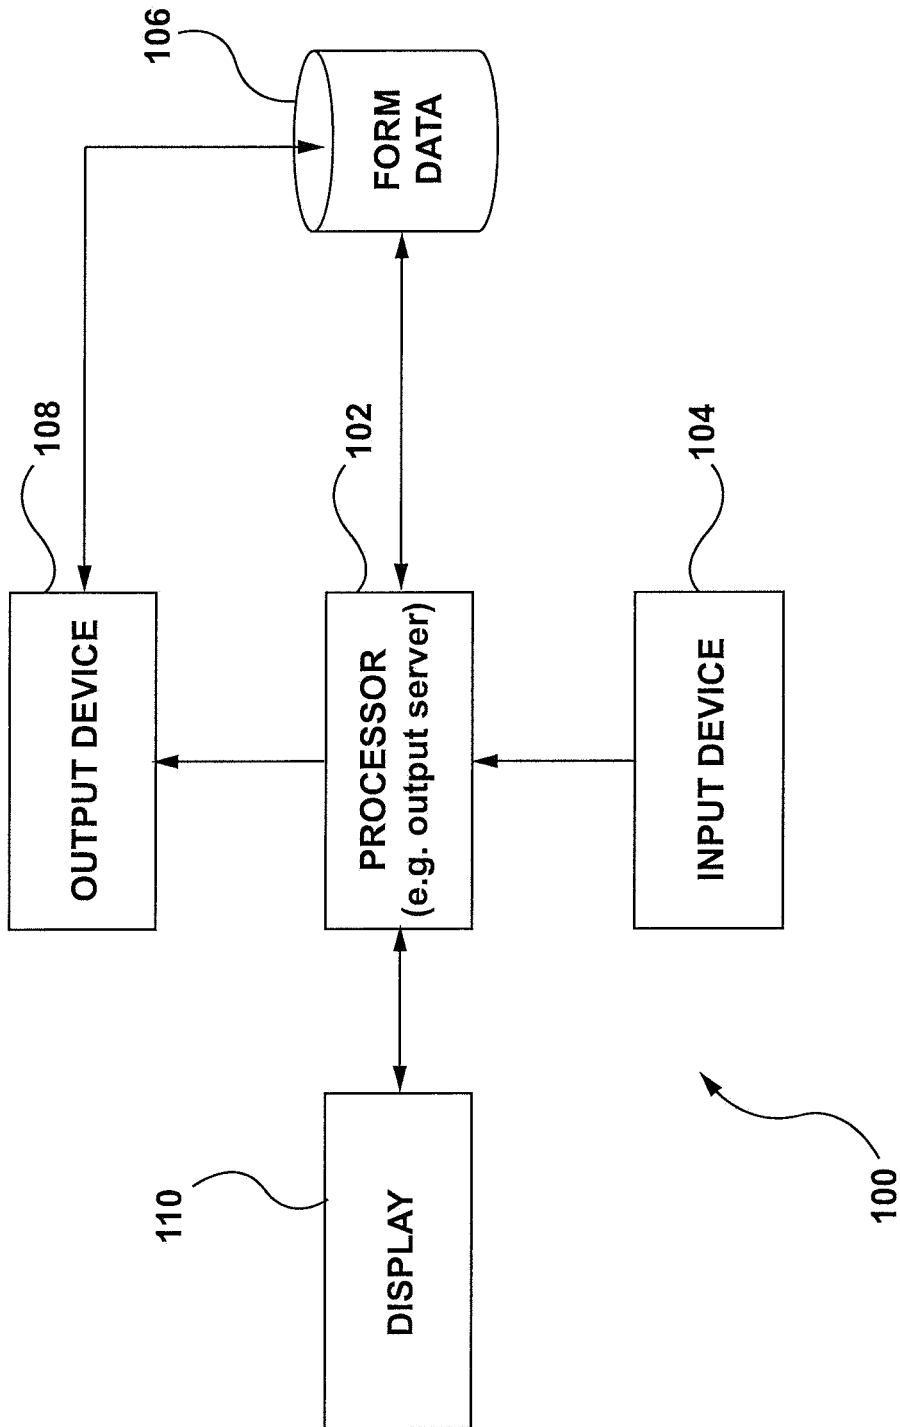 108
OUTPUT DEVICE
106
110
102
PROCESSOR
(e.g. output server)
FORM
DATA
DISPLAY
104
INPUT DEVICE
100